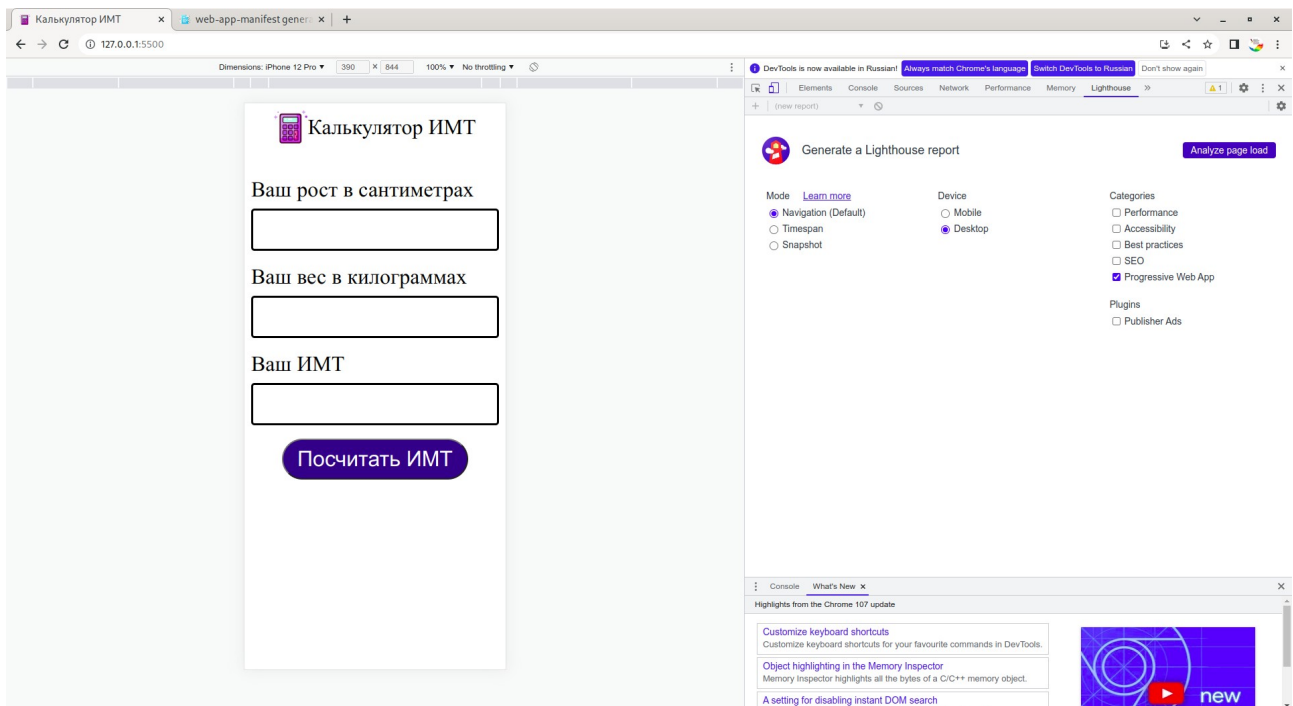 Калькулятор ИМТ × web-app-manifest gener × +
127.0.0.1:5500
Dimensions: iPhone 12 Pro ▼ 390 × 844 100% ▼ No throttling ▼
DevTools is now available in Russian! Always match Chrome's language Switch DevTools to Russian Don't show again ×
Elements Console Sources Network Performance Memory Lighthouse » 1
+ (new report) ▼
Калькулятор ИМТ
Ваш рост в сантиметрах
Ваш вес в килограммах
Ваш ИМТ
Посчитать ИМТ
Generate a Lighthouse report Analyze page load
Mode Learn more
Navigation (Default)
Timespan
Snapshot
Device
Mobile
Desktop
Categories
Performance
Accessibility
Best practices
SEO
Progressive Web App
Plugins
Publisher Ads
Console What's New ×
Highlights from the Chrome 107 update
Customize keyboard shortcuts
Customize keyboard shortcuts for your favourite commands in DevTools.
Object highlighting in the Memory Inspector
Memory Inspector highlights all the bytes of a C/C++ memory object.
A setting for disabling instant DOM search
new